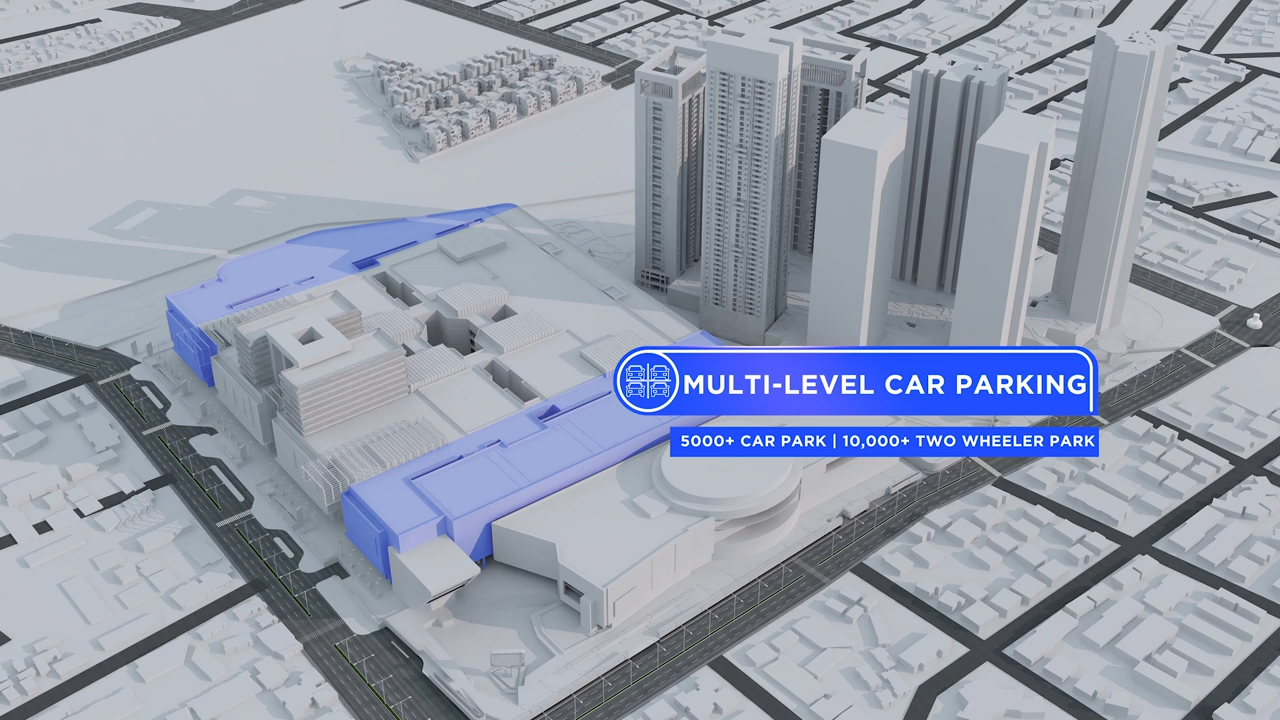 MULTI-LEVEL CAR PARKING
5000+ CAR PARK | 10,000+ TWO WHEELER PARK